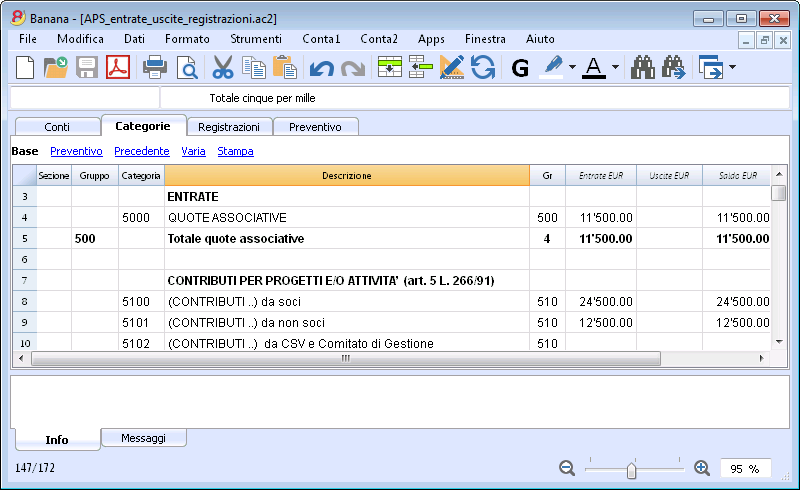 Banana - [APS_entrate_uscite_registrazioni.ac2]
File Modifica Dati Formato Strumenti Conta1 Conta2 Apps Finestra Aiuto
G A
Totale cinque per mille
Conti Categorie Registrazioni Preventivo
Base Preventivo Precedente Varia Stampa
Sezione Gruppo Categoria Descrizione Gr Entrate EUR Uscite EUR Saldo EUR
3 ENTRATE
4 5000 QUOTE ASSOCIATIVE 500 11'500.00 11'500.00
5 500 Totale quote associative 4 11'500.00 11'500.00
6
7 CONTRIBUTI PER PROGETTI E/O ATTIVITA' (art. 5 L. 266/91)
8 5100 (CONTRIBUTI ..) da soci 510 24'500.00 24'500.00
9 5101 (CONTRIBUTI ..) da non soci 510 12'500.00 12'500.00
10 5102 (CONTRIBUTI ..) da CSV e Comitato di Gestione 510
Info Messaggi
147/172 95 %